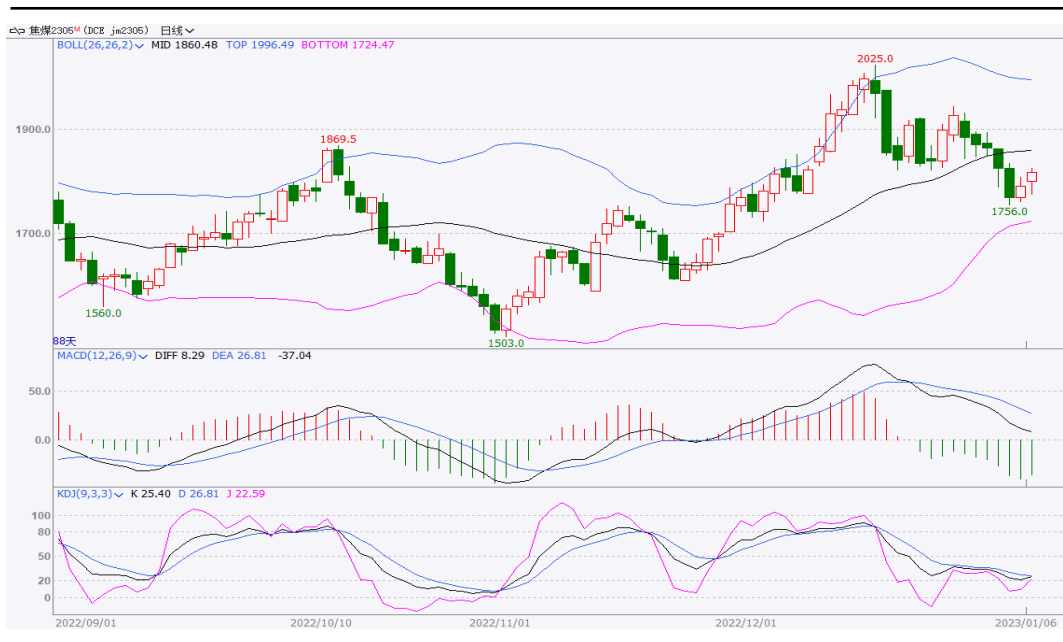 焦煤2305M (DCE jm2305) 日线
BOLL(26,26,2) MID 1860.48 TOP 1996.49 BOTTOM 1724.47
2025.0
1900.0
1869.5
1756.0
1700.0
1560.0
1503.0
88天
MACD(12,26,9) DIFF 8.29 DEA 26.81 -37.04
50.0
0.0
KDJ(9,3,3) K 25.40 D 26.81 J 22.59
100
80
50
20
0
2022/09/01 2022/10/10 2022/11/01 2022/12/01 2023/01/06